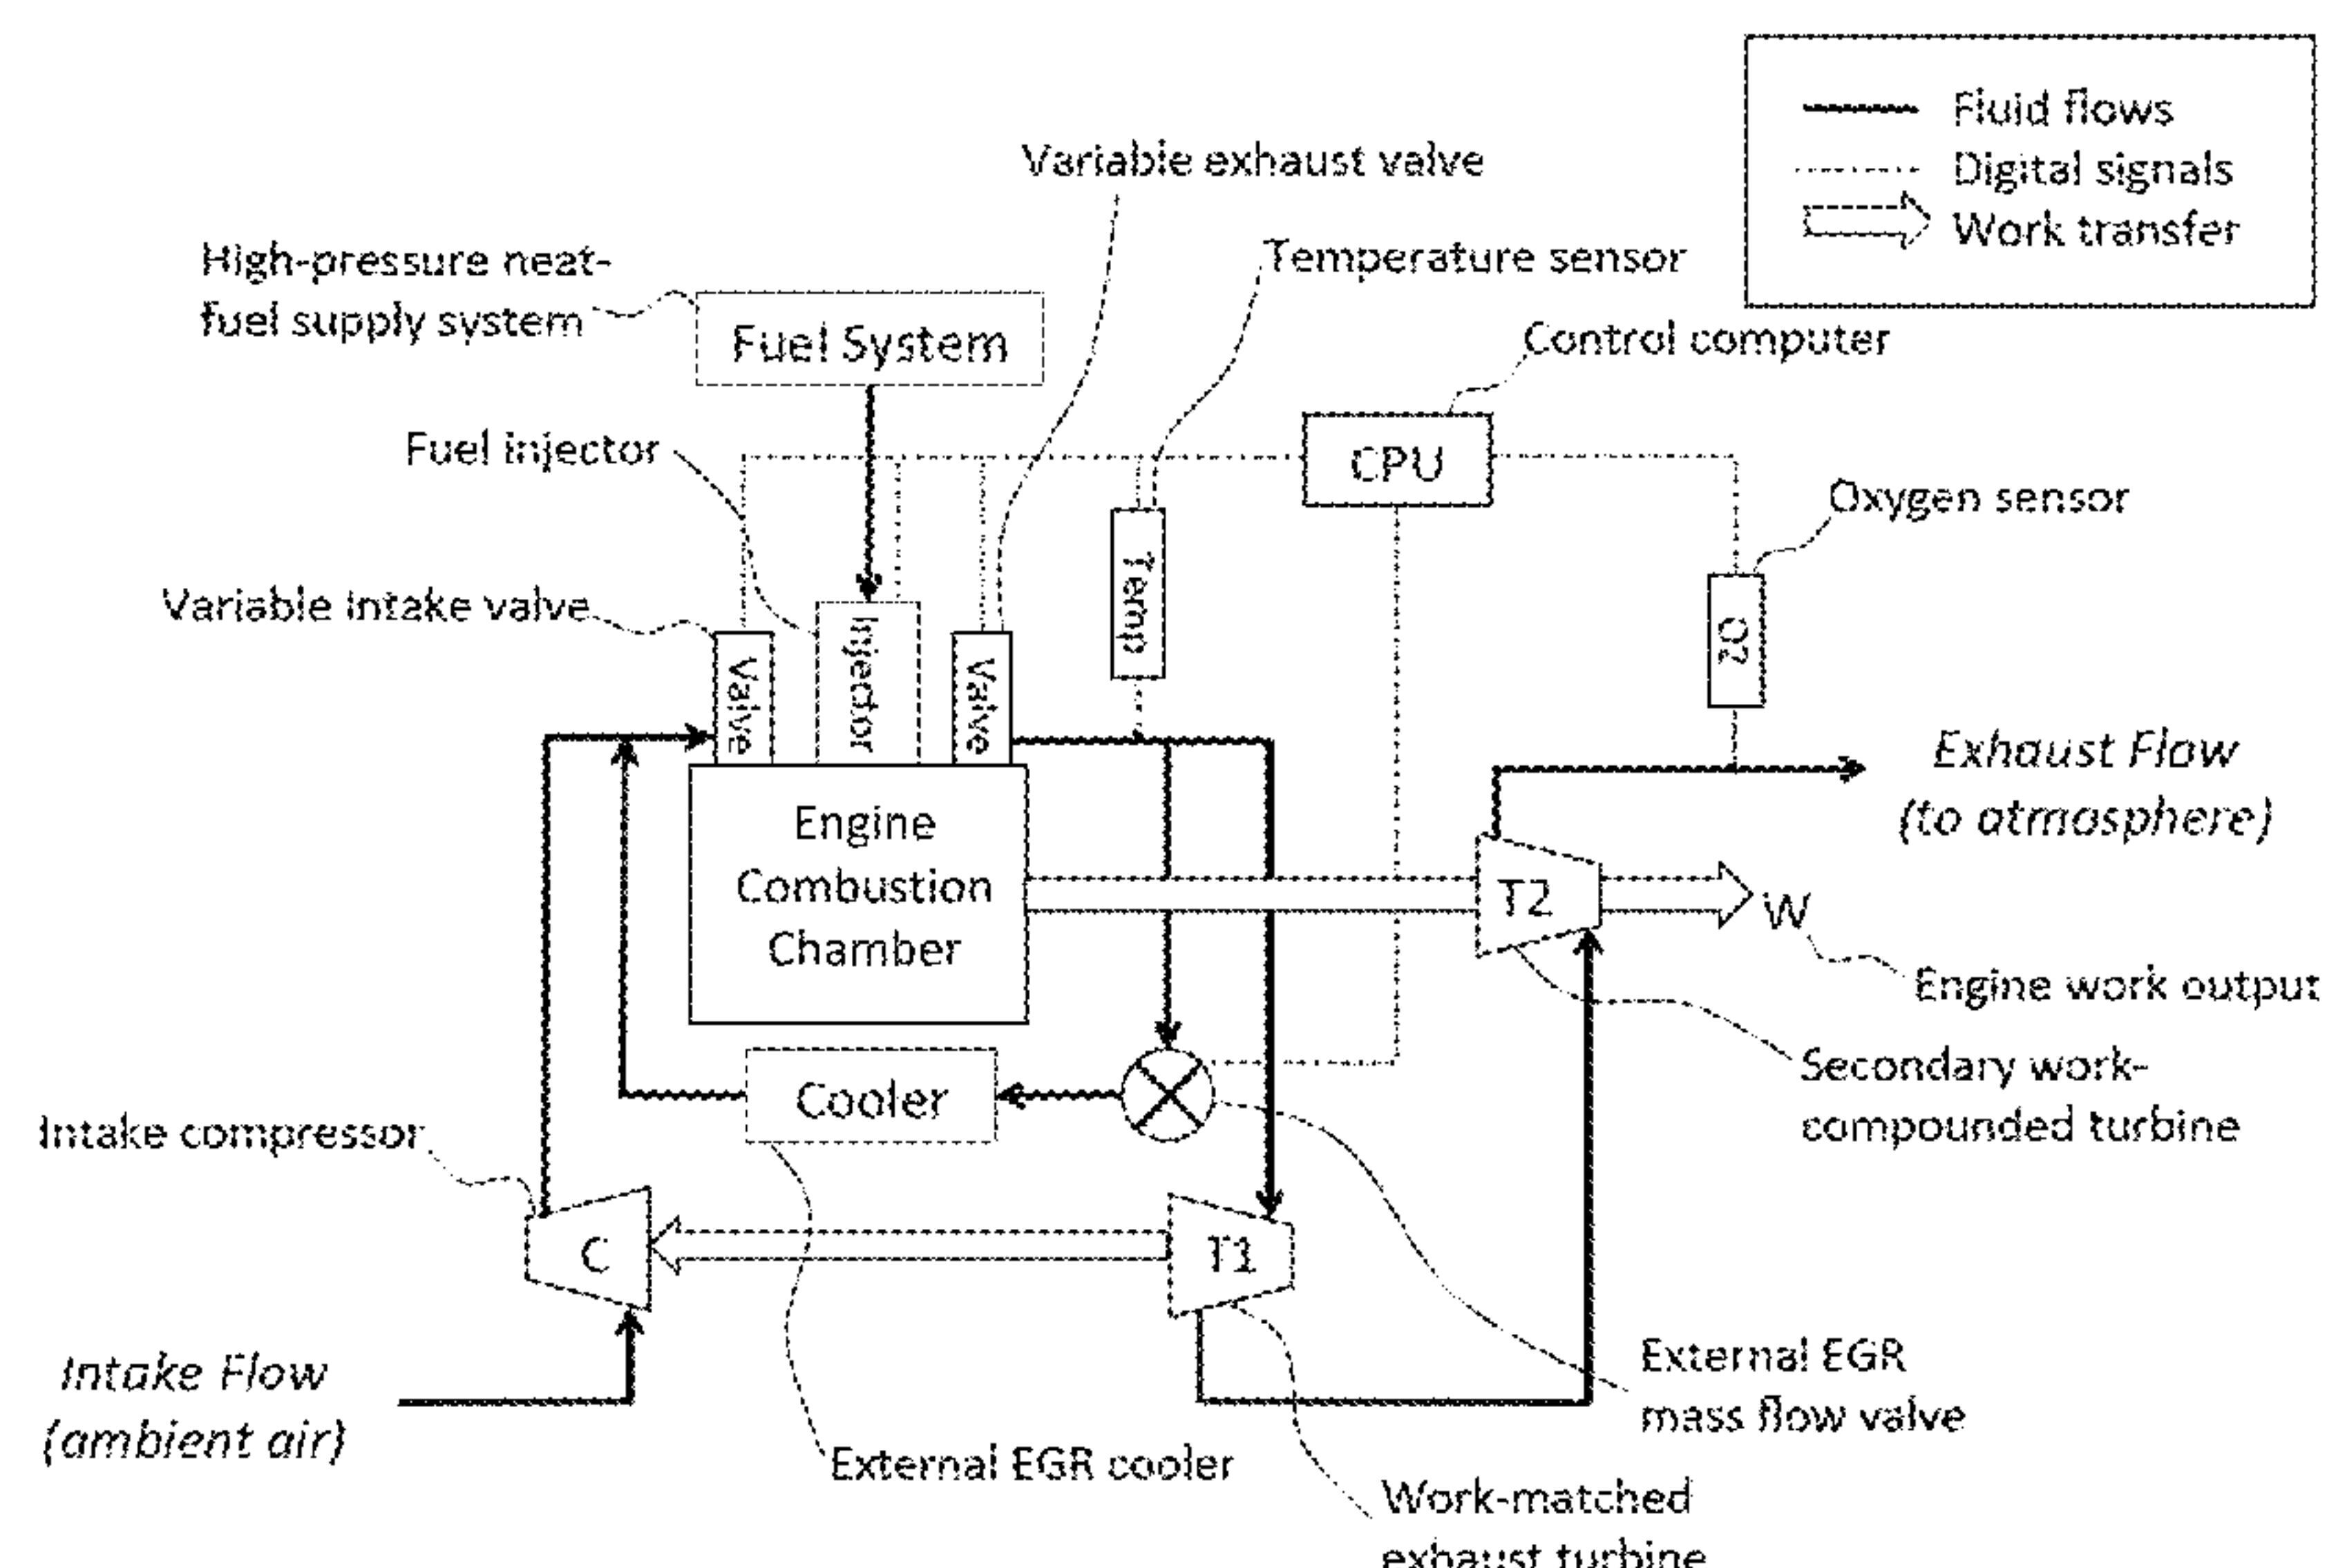 Fluid flows
Digital signals
Work transfer
Variable exhaust valve
High-pressure neat-
fuel supply system
Temperature sensor
Fuel System
Control computer
Fuel injector
CPU
Oxygen sensor
Temp
O2
Variable intake valve
Valve
Injector
Valve
Exhaust Flow
(to atmosphere)
Engine
Combustion
Chamber
T2
W
Engine work output
Secondary work-
compounded turbine
Cooler
Intake compressor
C
T1
Intake Flow
(ambient air)
External EGR
mass flow valve
External EGR cooler
Work-matched
exhaust turbine